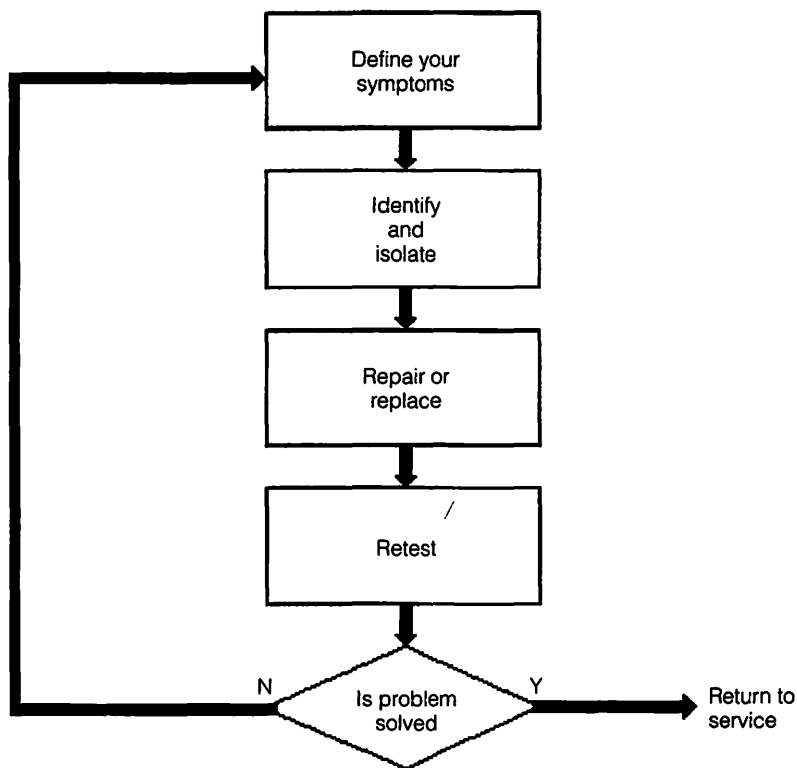 Define your
symptoms
Identify
and
isolate
Repair or
replace
Retest
N
Is problem
solved
Y
Return to
service